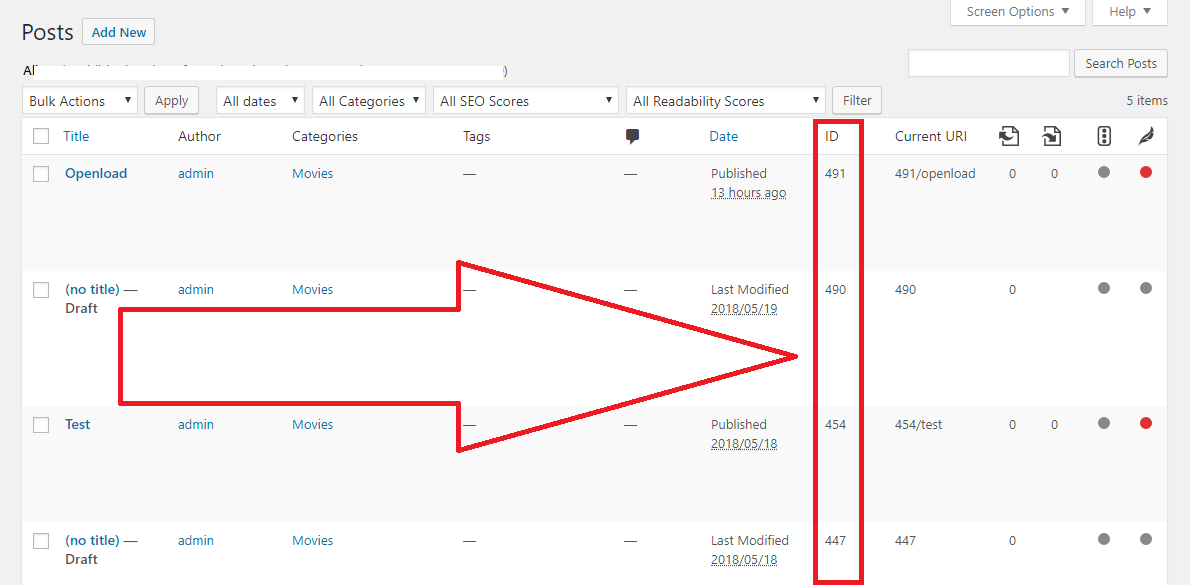 Screen Options ▼ Help ▼
Posts Add New
All
Search Posts
Bulk Actions ▼ Apply All dates ▼ All Categories ▼ All SEO Scores ▼ All Readability Scores ▼ Filter 5 items
Title Author Categories Tags Date ID Current URI
Openload admin Movies — — Published 491 491/openload 0 0
13 hours ago
(no title) — admin Movies — — Last Modified 490 490 0
Draft 2018/05/19
Test admin Movies — — Published 454 454/test 0 0
2018/05/18
(no title) — admin Movies — — Last Modified 447 447 0
Draft 2018/05/18